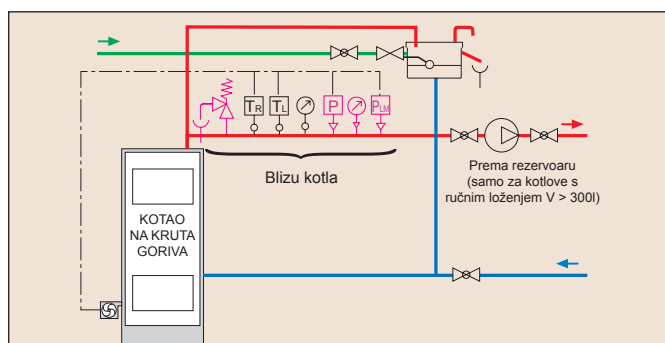 TR TL P PLM
Blizu kotla
Prema rezervoaru
(samo za kotlove s
ručnim loženjem V > 300l)
KOTAO
NA KRUTA
GORIVA